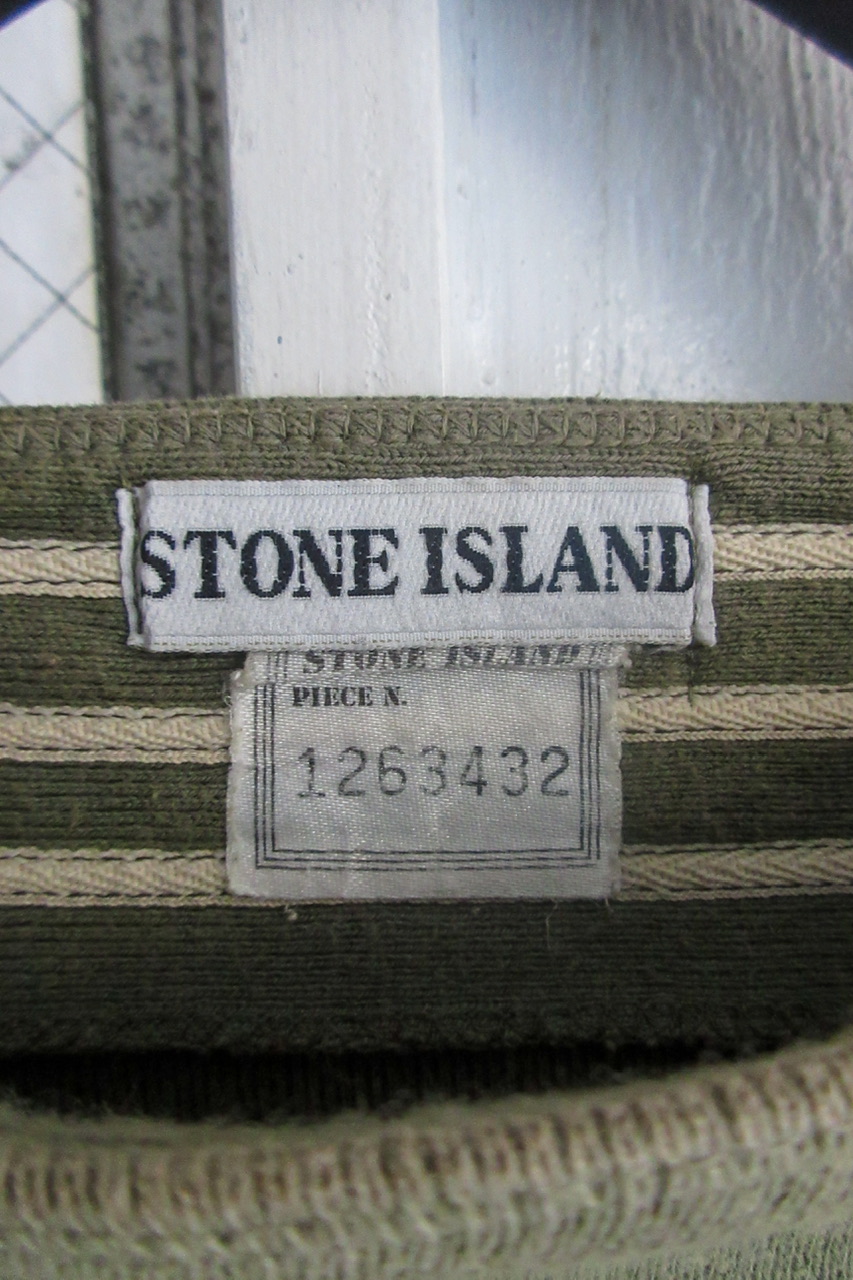 STONE ISLAND
STONE ISLAND
PIECE N.
1263432